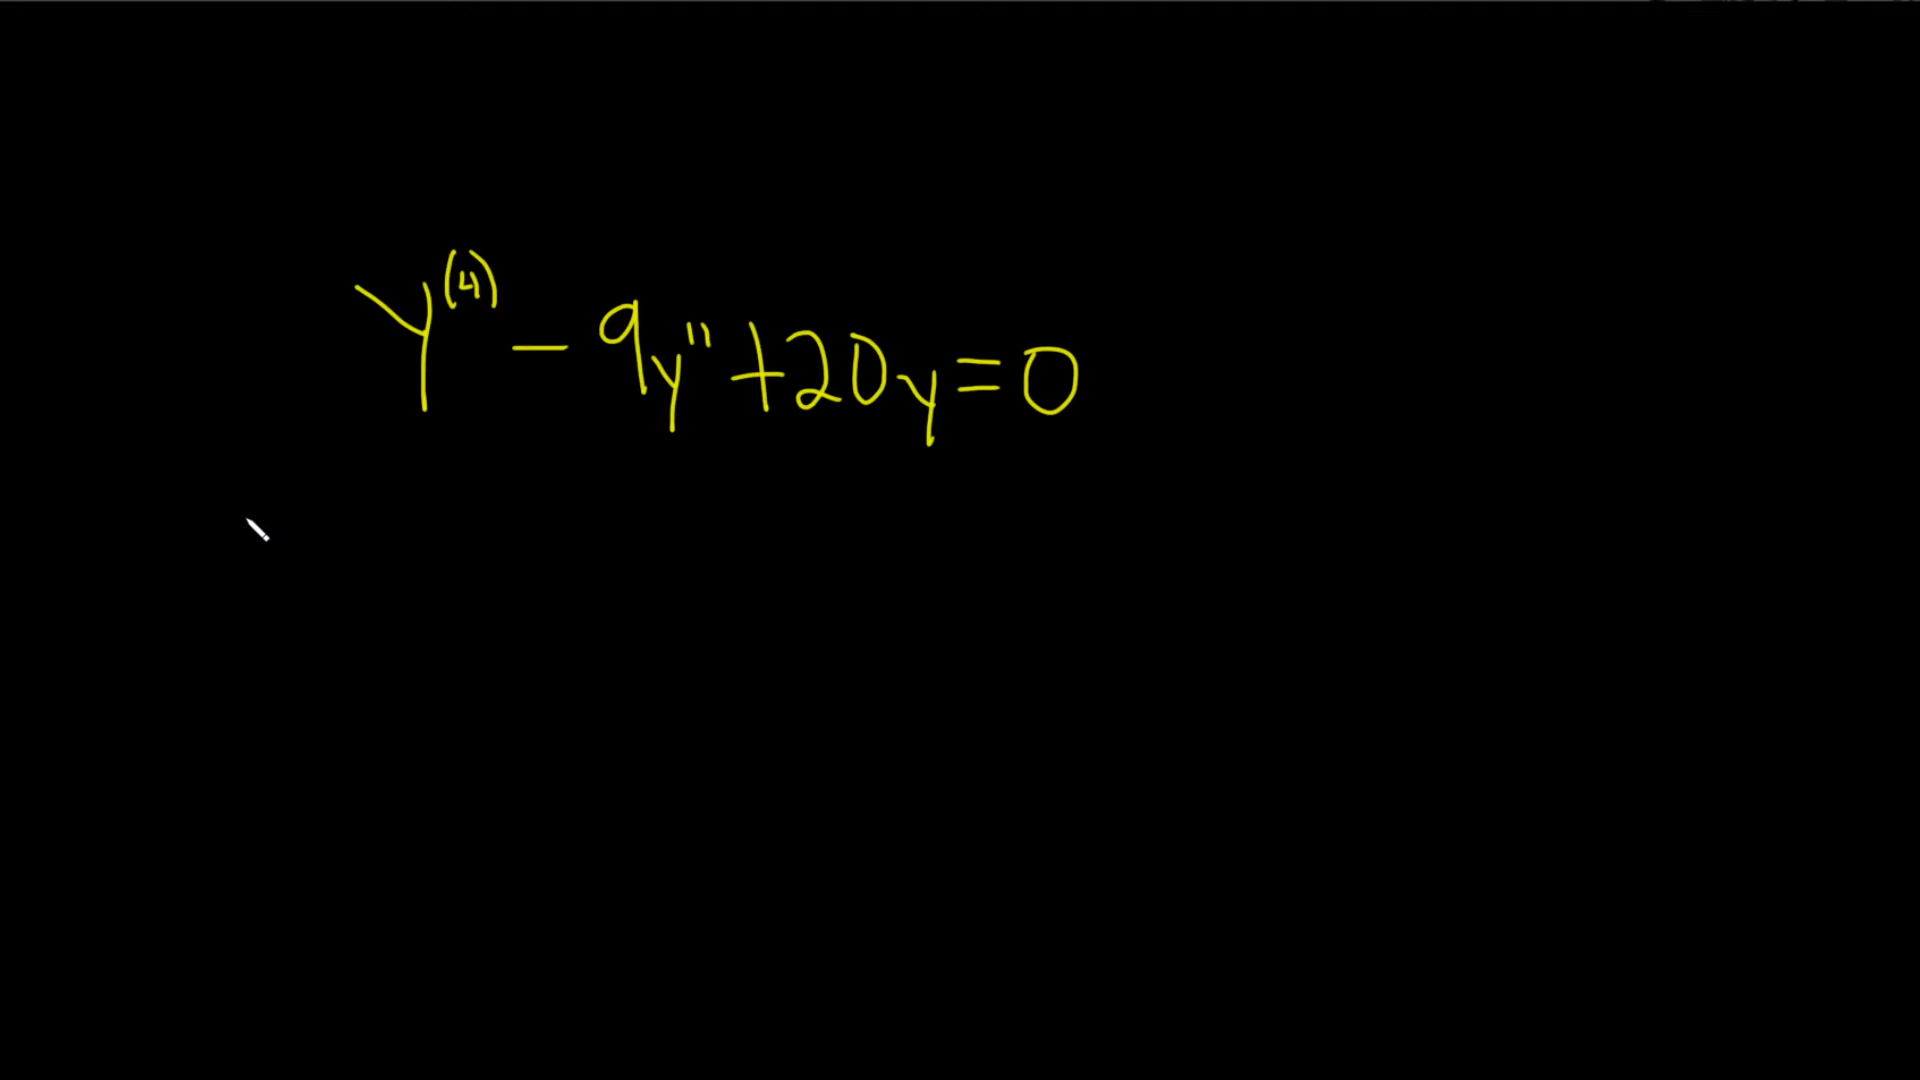 y⁽⁴⁾ − 9y'' + 20y = 0